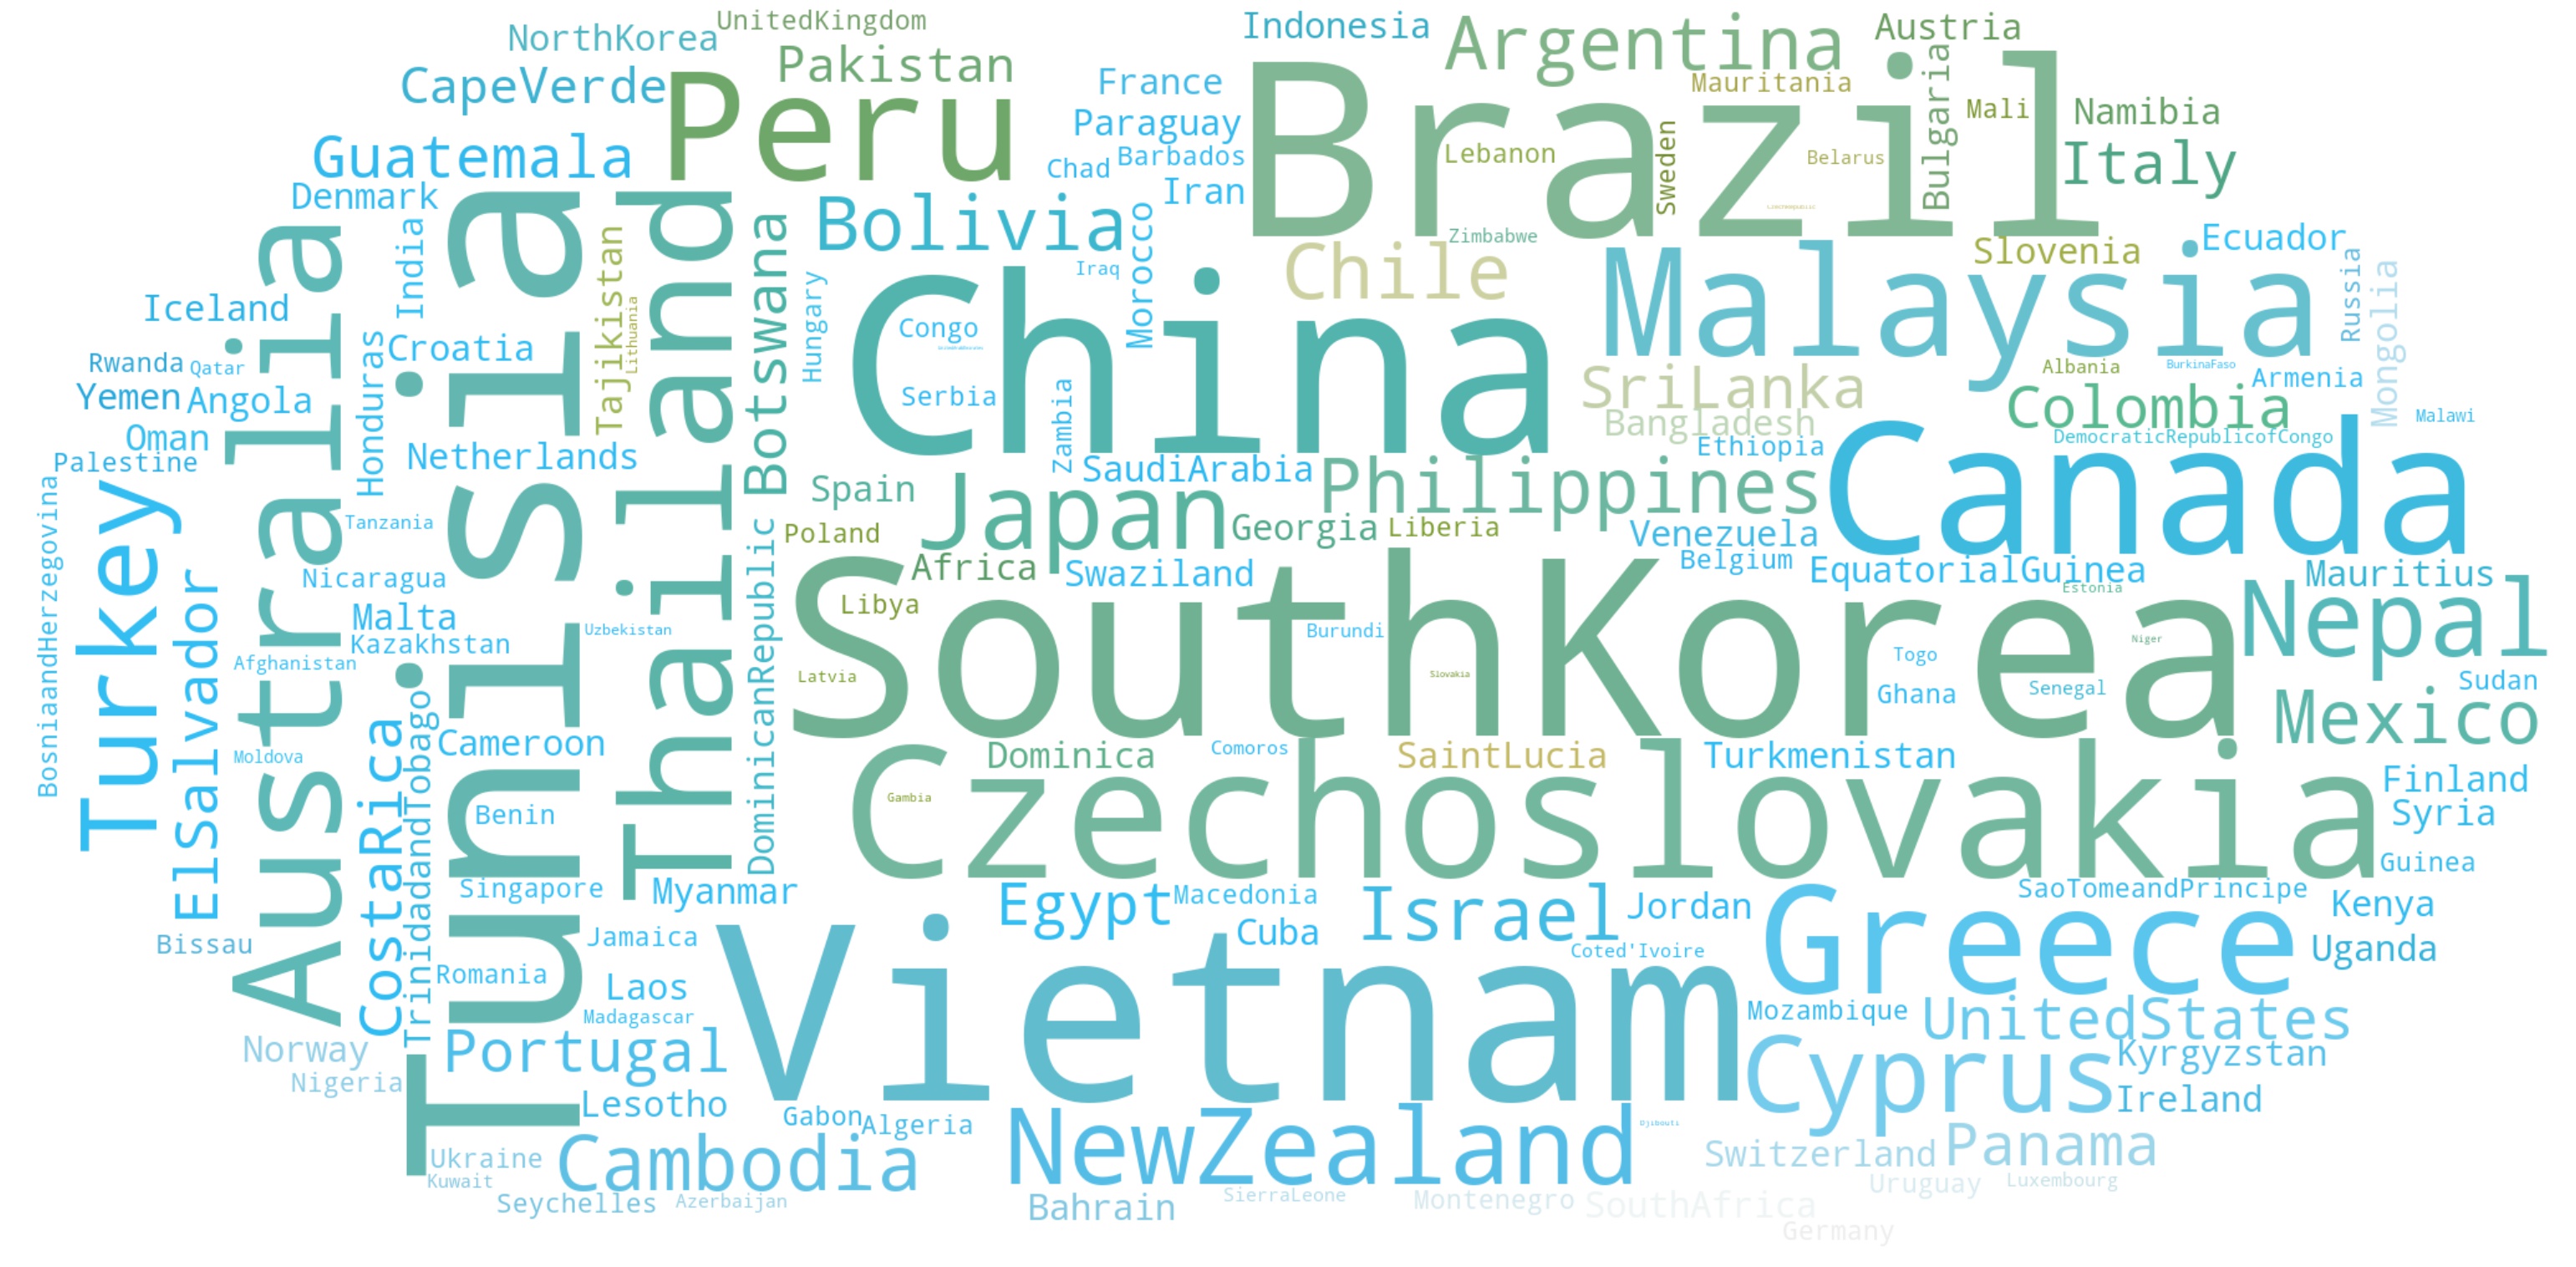 UnitedKingdom
NorthKorea
Indonesia
Argentina
Austria
Pakistan
CapeVerde
Peru
France
Brazil
Mauritania
Bulgaria
Mali
Namibia
Paraguay
Guatemala
Chad
Barbados
Lebanon
Sweden
Belarus
Italy
Denmark
Iran
Bolivia
Morocco
Zimbabwe
Slovenia
Ecuador
India
Tajikistan
Lithuania
Botswana
Hungary
Iraq
Chile
Malaysia
Russia
Mongolia
Iceland
Australia
Tunisia
Thailand
China
Congo
Croatia
Honduras
Rwanda
Qatar
Albania
BurkinaFaso
Armenia
Yemen
Angola
Serbia
Zambia
SriLanka
Colombia
Bangladesh
Malawi
Oman
DemocraticRepublicofCongo
Ethiopia
Palestine
Netherlands
SaudiArabia
Philippines
Canada
BosniaandHerzegovina
Turkey
Spain
Japan
Tanzania
Georgia
Liberia
Poland
Venezuela
Belgium
DominicanRepublic
Africa
Swaziland
EquatorialGuinea
Mauritius
Nicaragua
ElSalvador
Estonia
Libya
Malta
Nepal
Uzbekistan
Kazakhstan
SouthKorea
Burundi
Niger
Togo
Afghanistan
Latvia
Slovakia
Ghana
Senegal
Sudan
Mexico
TrinidadandTobago
CostaRica
Cameroon
Moldova
Dominica
Comoros
SaintLucia
Turkmenistan
Finland
Gambia
Benin
Czechoslovakia
Syria
Guinea
Singapore
Myanmar
Egypt
Macedonia
Israel
Jordan
SaoTomeandPrincipe
Kenya
Bissau
Jamaica
Cuba
Coted'Ivoire
Greece
Uganda
Romania
Laos
Vietnam
Mozambique
Madagascar
UnitedStates
Norway
Portugal
Kyrgyzstan
Nigeria
Cyprus
Lesotho
Ireland
Gabon
Algeria
NewZealand
Djibouti
Ukraine
Cambodia
Switzerland
Panama
Kuwait
Seychelles
Azerbaijan
Bahrain
SierraLeone
Montenegro
SouthAfrica
Uruguay
Luxembourg
Germany